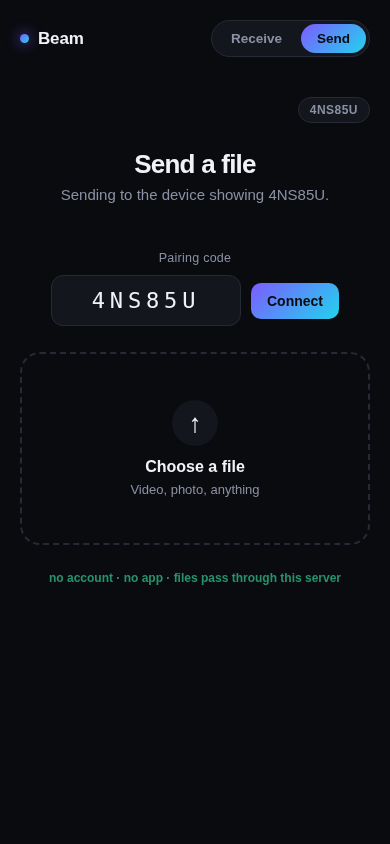 Beam
Receive
Send
4NS85U
Send a file
Sending to the device showing 4NS85U.
Pairing code
4NS85U
Connect
↑
Choose a file
Video, photo, anything
no account · no app · files pass through this server